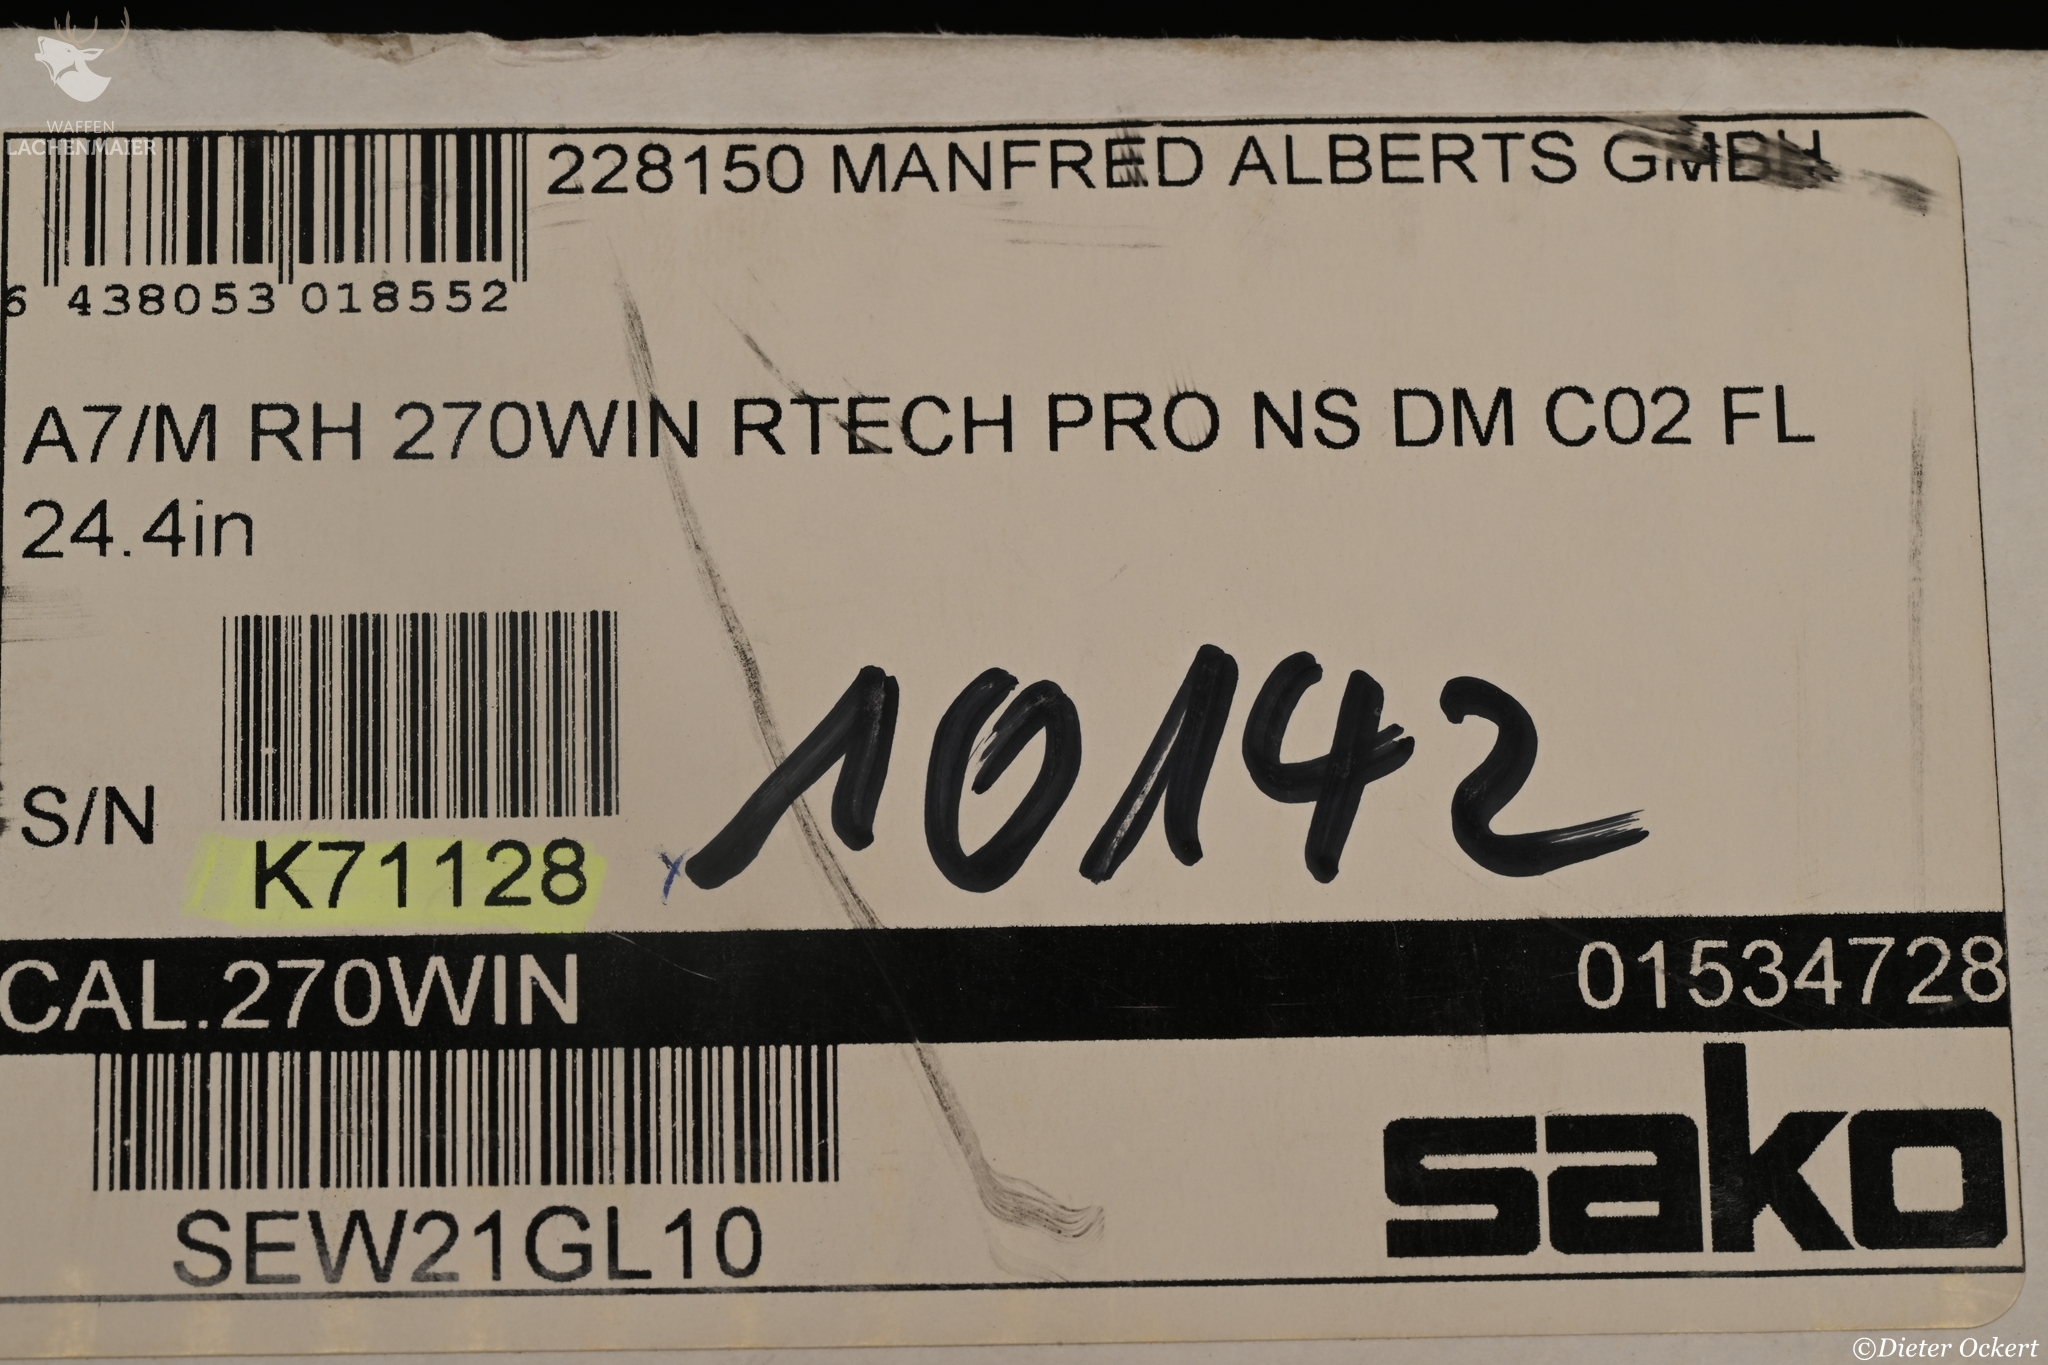 WAFFEN
LACHENMAIER
228150 MANFRED ALBERTS GMBH
6 438053 018552
A7/M RH 270WIN RTECH PRO NS DM C02 FL
24.4in
S/N
K71128
10142
CAL.270WIN 01534728
SEW21GL10
sako
©Dieter Ockert